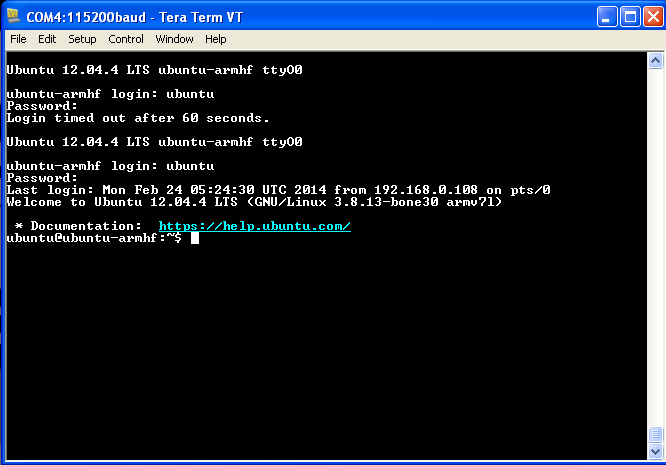 COM4:115200baud - Tera Term VT
File Edit Setup Control Window Help
Ubuntu 12.04.4 LTS ubuntu-armhf ttyO0
ubuntu-armhf login: ubuntu
Password:
Login timed out after 60 seconds.
Ubuntu 12.04.4 LTS ubuntu-armhf ttyO0
ubuntu-armhf login: ubuntu
Password:
Last login: Mon Feb 24 05:24:30 UTC 2014 from 192.168.0.108 on pts/0
Welcome to Ubuntu 12.04.4 LTS (GNU/Linux 3.8.13-bone30 armv7l)
* Documentation: https://help.ubuntu.com/
ubuntu@ubuntu-armhf:~$